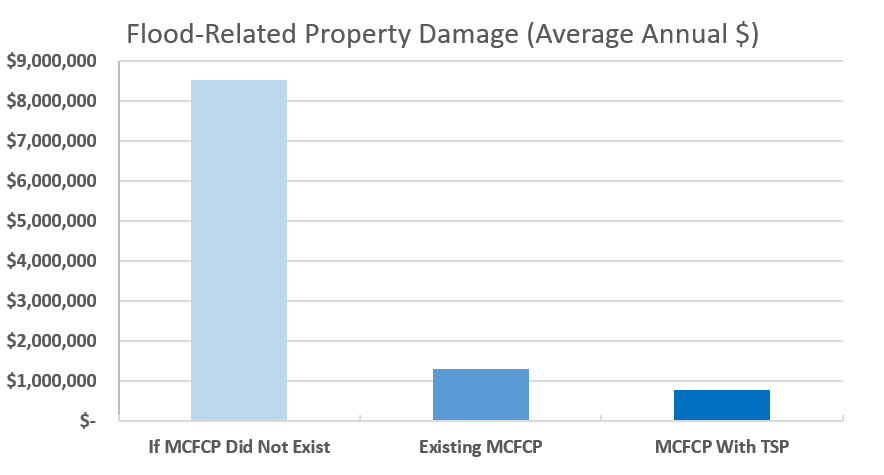 Flood-Related Property Damage (Average Annual $)
$9,000,000
$8,000,000
$7,000,000
$6,000,000
$5,000,000
$4,000,000
$3,000,000
$2,000,000
$1,000,000
$-
If MCFCP Did Not Exist
Existing MCFCP
MCFCP With TSP